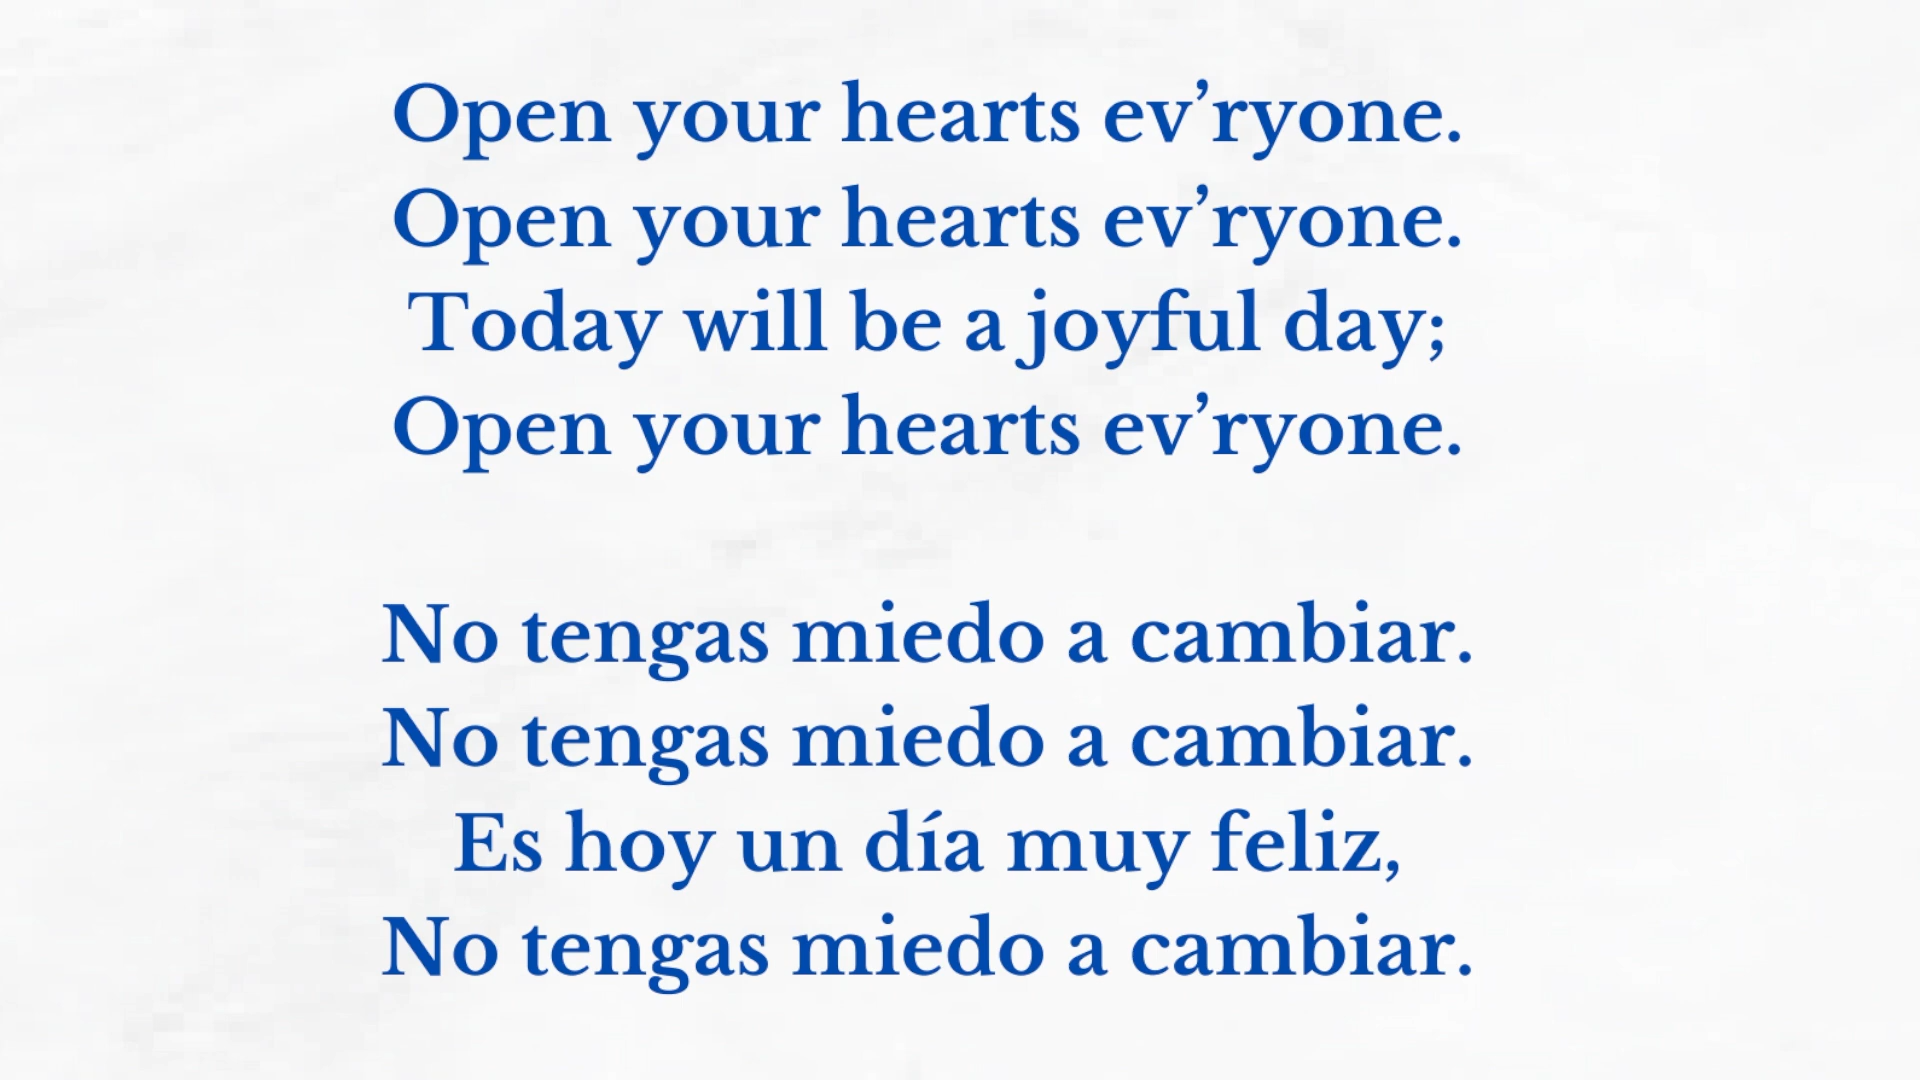 Open your hearts ev’ryone.
Open your hearts ev’ryone.
Today will be a joyful day;
Open your hearts ev’ryone.
No tengas miedo a cambiar.
No tengas miedo a cambiar.
Es hoy un día muy feliz,
No tengas miedo a cambiar.